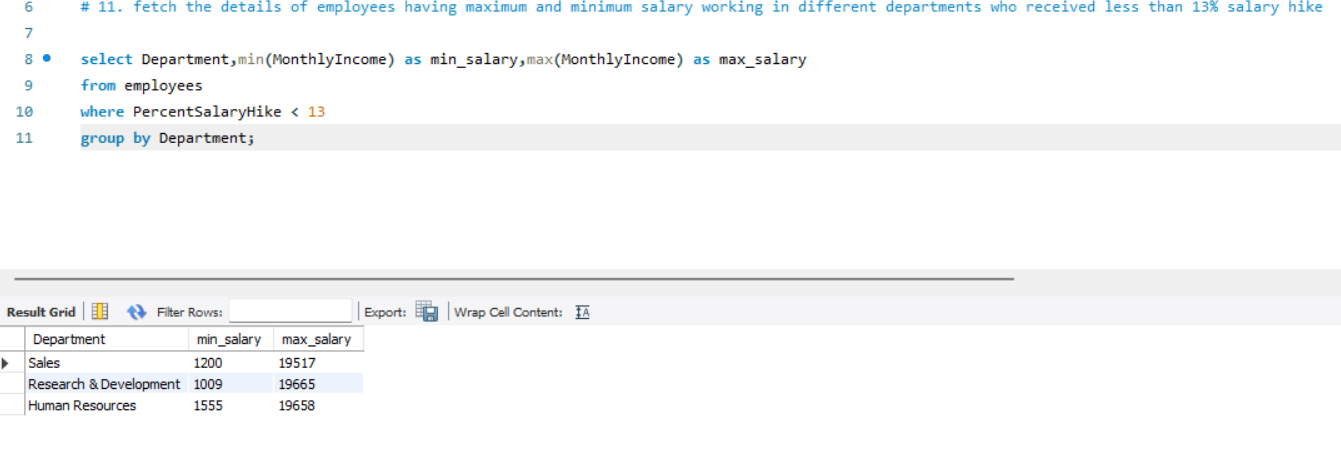 6 # 11. fetch the details of employees having maximum and minimum salary working in different departments who received less than 13% salary hike
7
8 select Department,min(MonthlyIncome) as min_salary,max(MonthlyIncome) as max_salary
9 from employees
10 where PercentSalaryHike < 13
11 group by Department;
Result Grid Filter Rows: Export: Wrap Cell Content: IA
Department min_salary max_salary
Sales 1200 19517
Research & Development 1009 19665
Human Resources 1555 19658